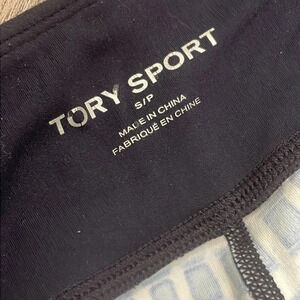 TORY SPORT
S/P
MADE IN CHINA
FABRIQUÉ EN CHINE